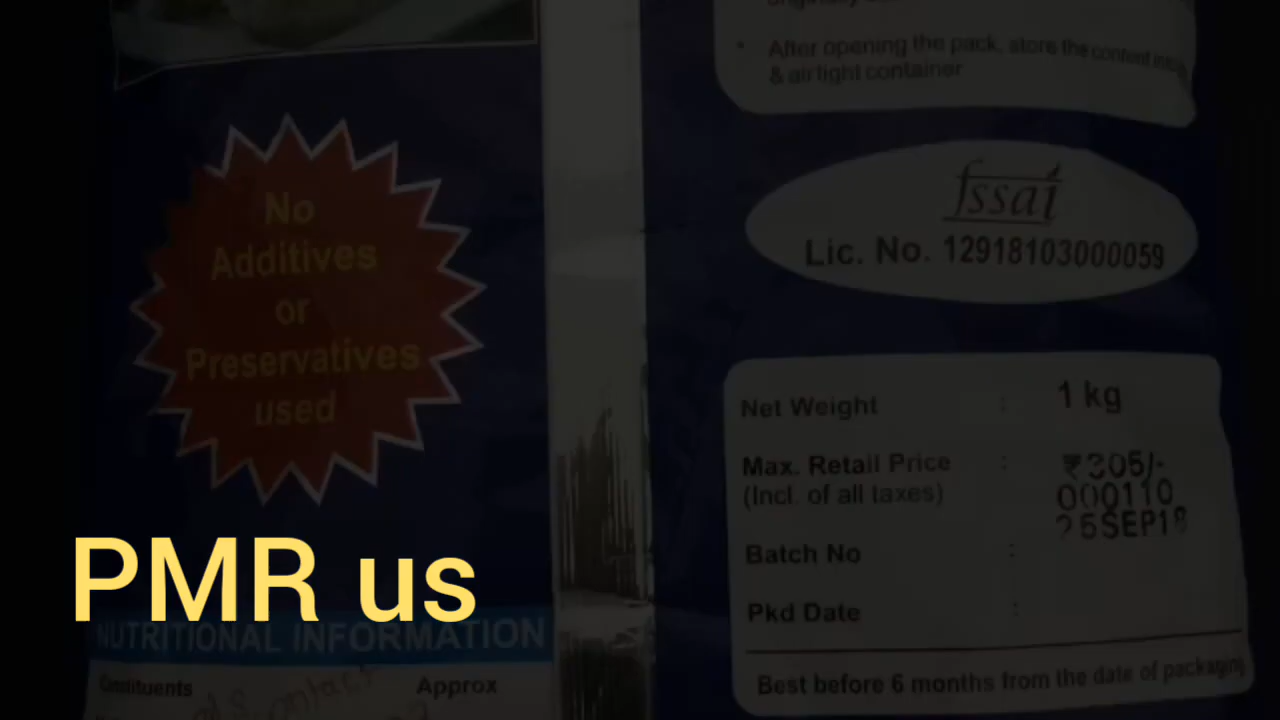 After opening the pack, store the content
& airtight container
No
Additives
or
Preservatives
used
fssai
Lic. No. 12918103000059
Net Weight : 1 kg
Max. Retail Price : ₹305/-
(Incl. of all taxes) 000110
25SEP18
Batch No :
Pkd Date :
Best before 6 months from the date of packaging
PMR us
NUTRITIONAL INFORMATION
Constituents Approx